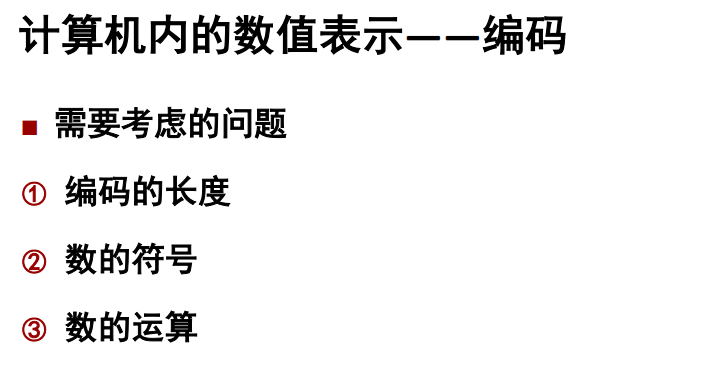 计算机内的数值表示——编码
■ 需要考虑的问题
① 编码的长度
② 数的符号
③ 数的运算